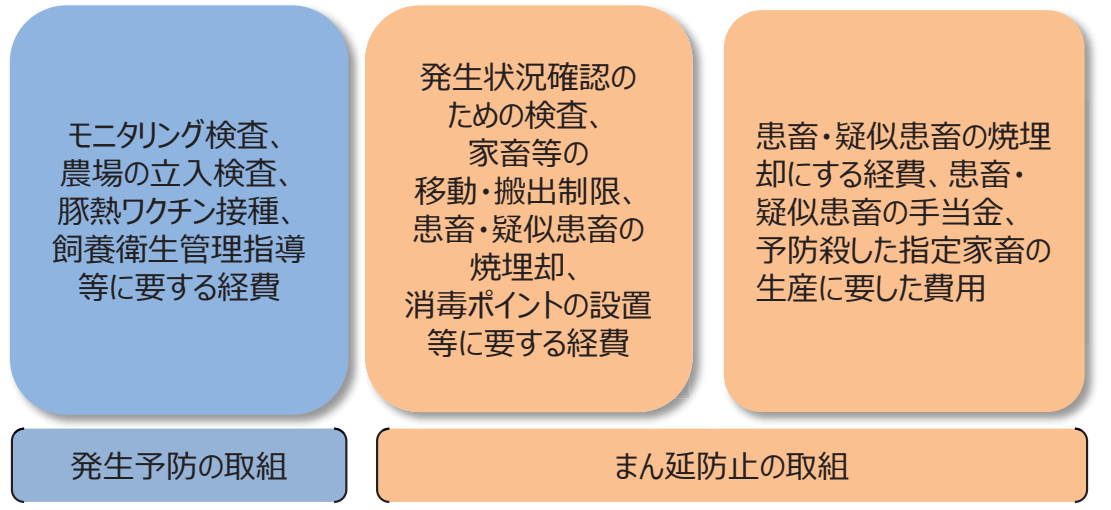 モニタリング検査、
農場の立入検査、
豚熱ワクチン接種、
飼養衛生管理指導
等に要する経費
発生状況確認の
ための検査、
家畜等の
移動・搬出制限、
患畜・疑似患畜の
焼埋却、
消毒ポイントの設置
等に要する経費
患畜・疑似患畜の焼埋
却にする経費、患畜・
疑似患畜の手当金、
予防殺した指定家畜の
生産に要した費用
発生予防の取組
まん延防止の取組